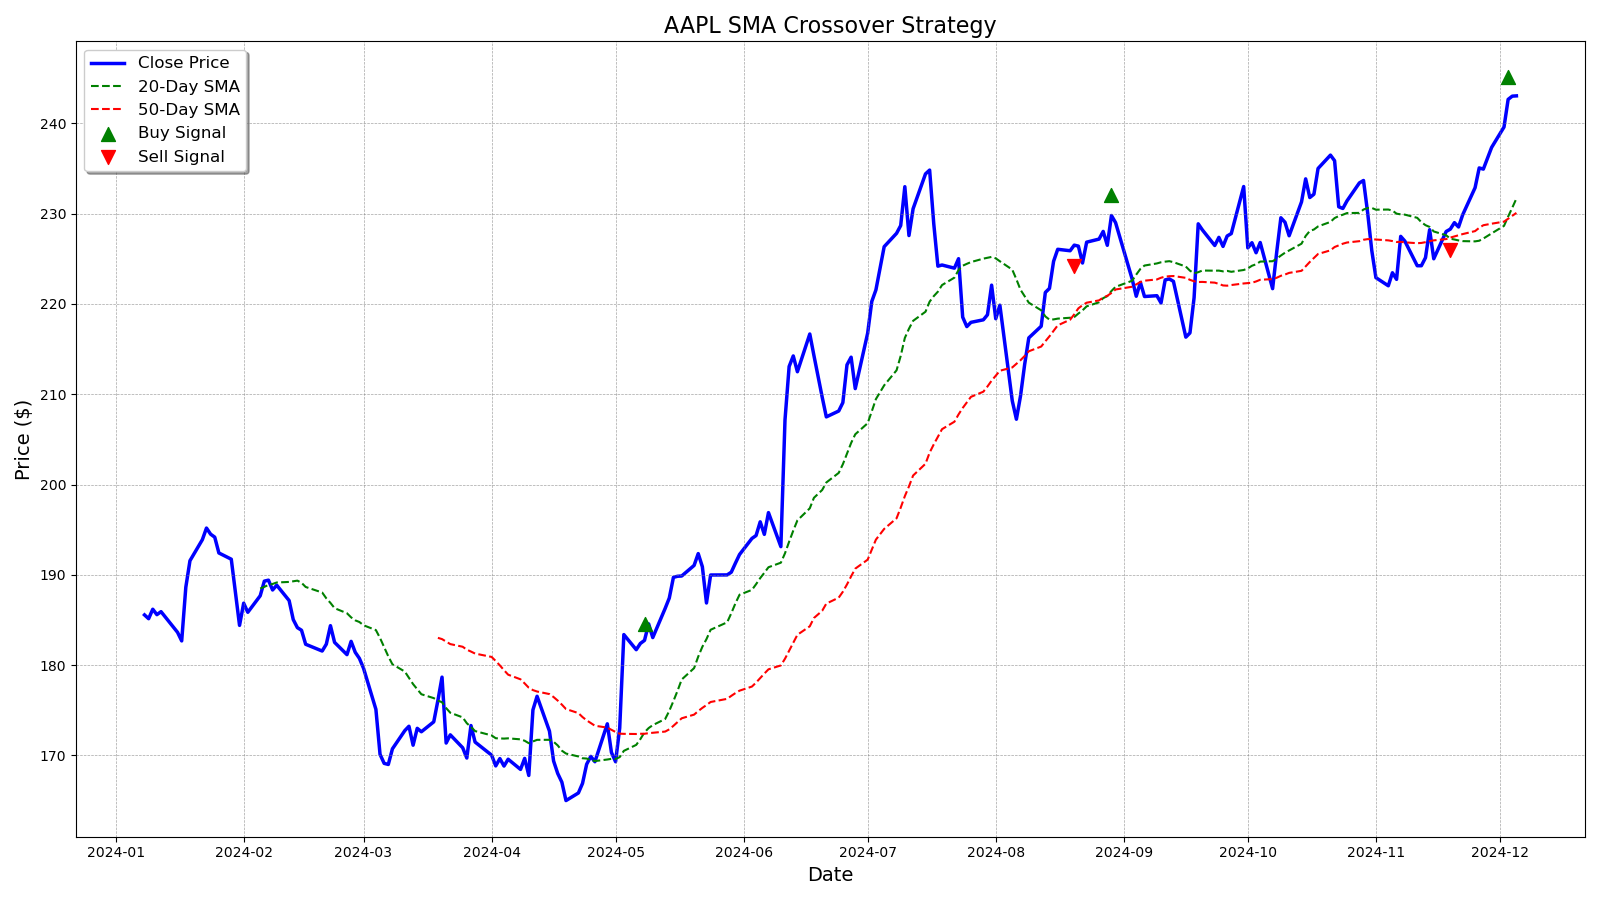 AAPL SMA Crossover Strategy
Close Price
20-Day SMA
50-Day SMA
Buy Signal
Sell Signal
Price ($)
240
230
220
210
200
190
180
170
2024-01 2024-02 2024-03 2024-04 2024-05 2024-06 2024-07 2024-08 2024-09 2024-10 2024-11 2024-12
Date